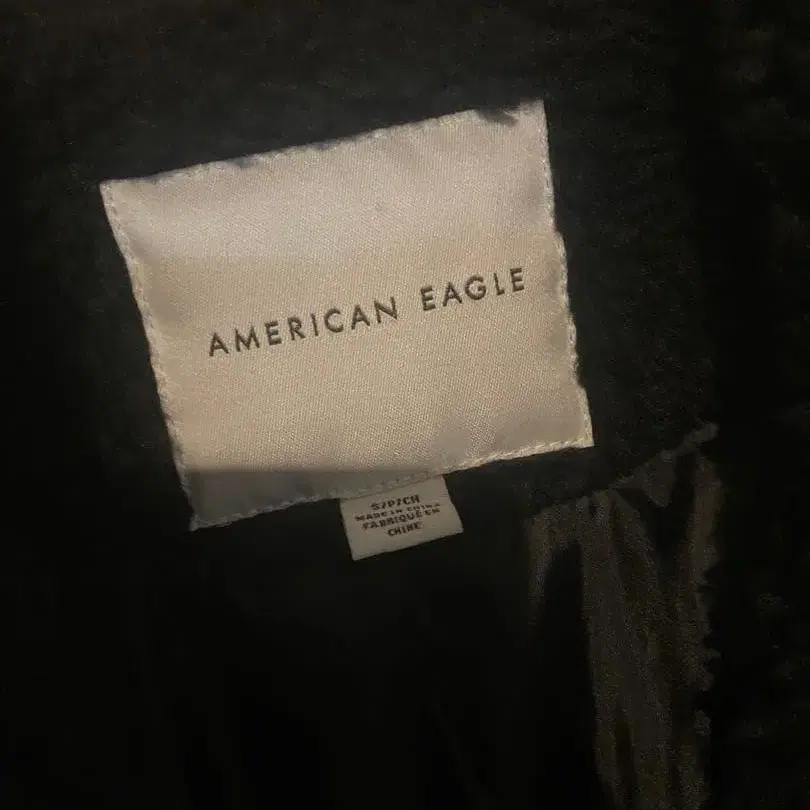 AMERICAN EAGLE
S/P/CH
MADE IN CHINA
FABRIQUÉ EN
CHINE